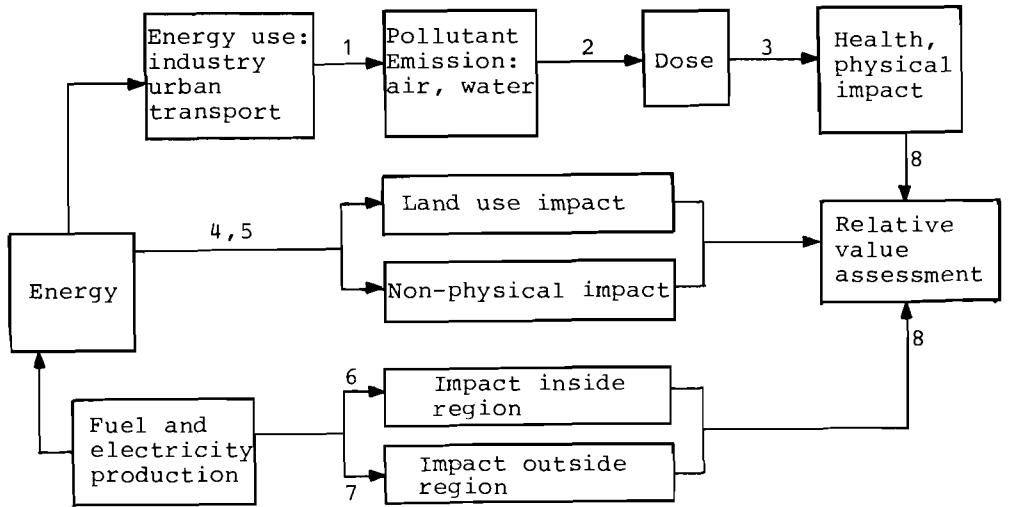 Energy use:
industry
urban
transport
1
Pollutant
Emission:
air, water
2
Dose
3
Health,
physical
impact
8
Energy
4,5
Land use impact
Non-physical impact
Relative
value
assessment
8
Fuel and
electricity
production
6
Impact inside
region
7
Impact outside
region